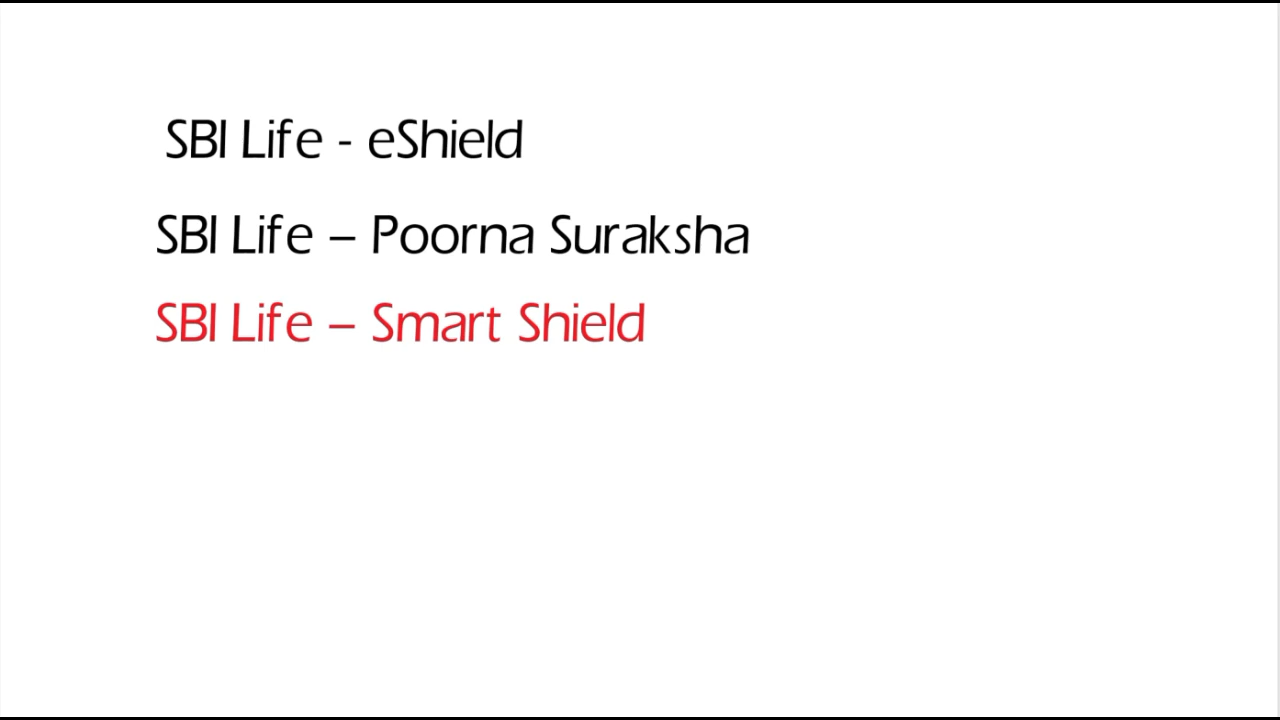 SBI Life - eShield
SBI Life – Poorna Suraksha
SBI Life – Smart Shield